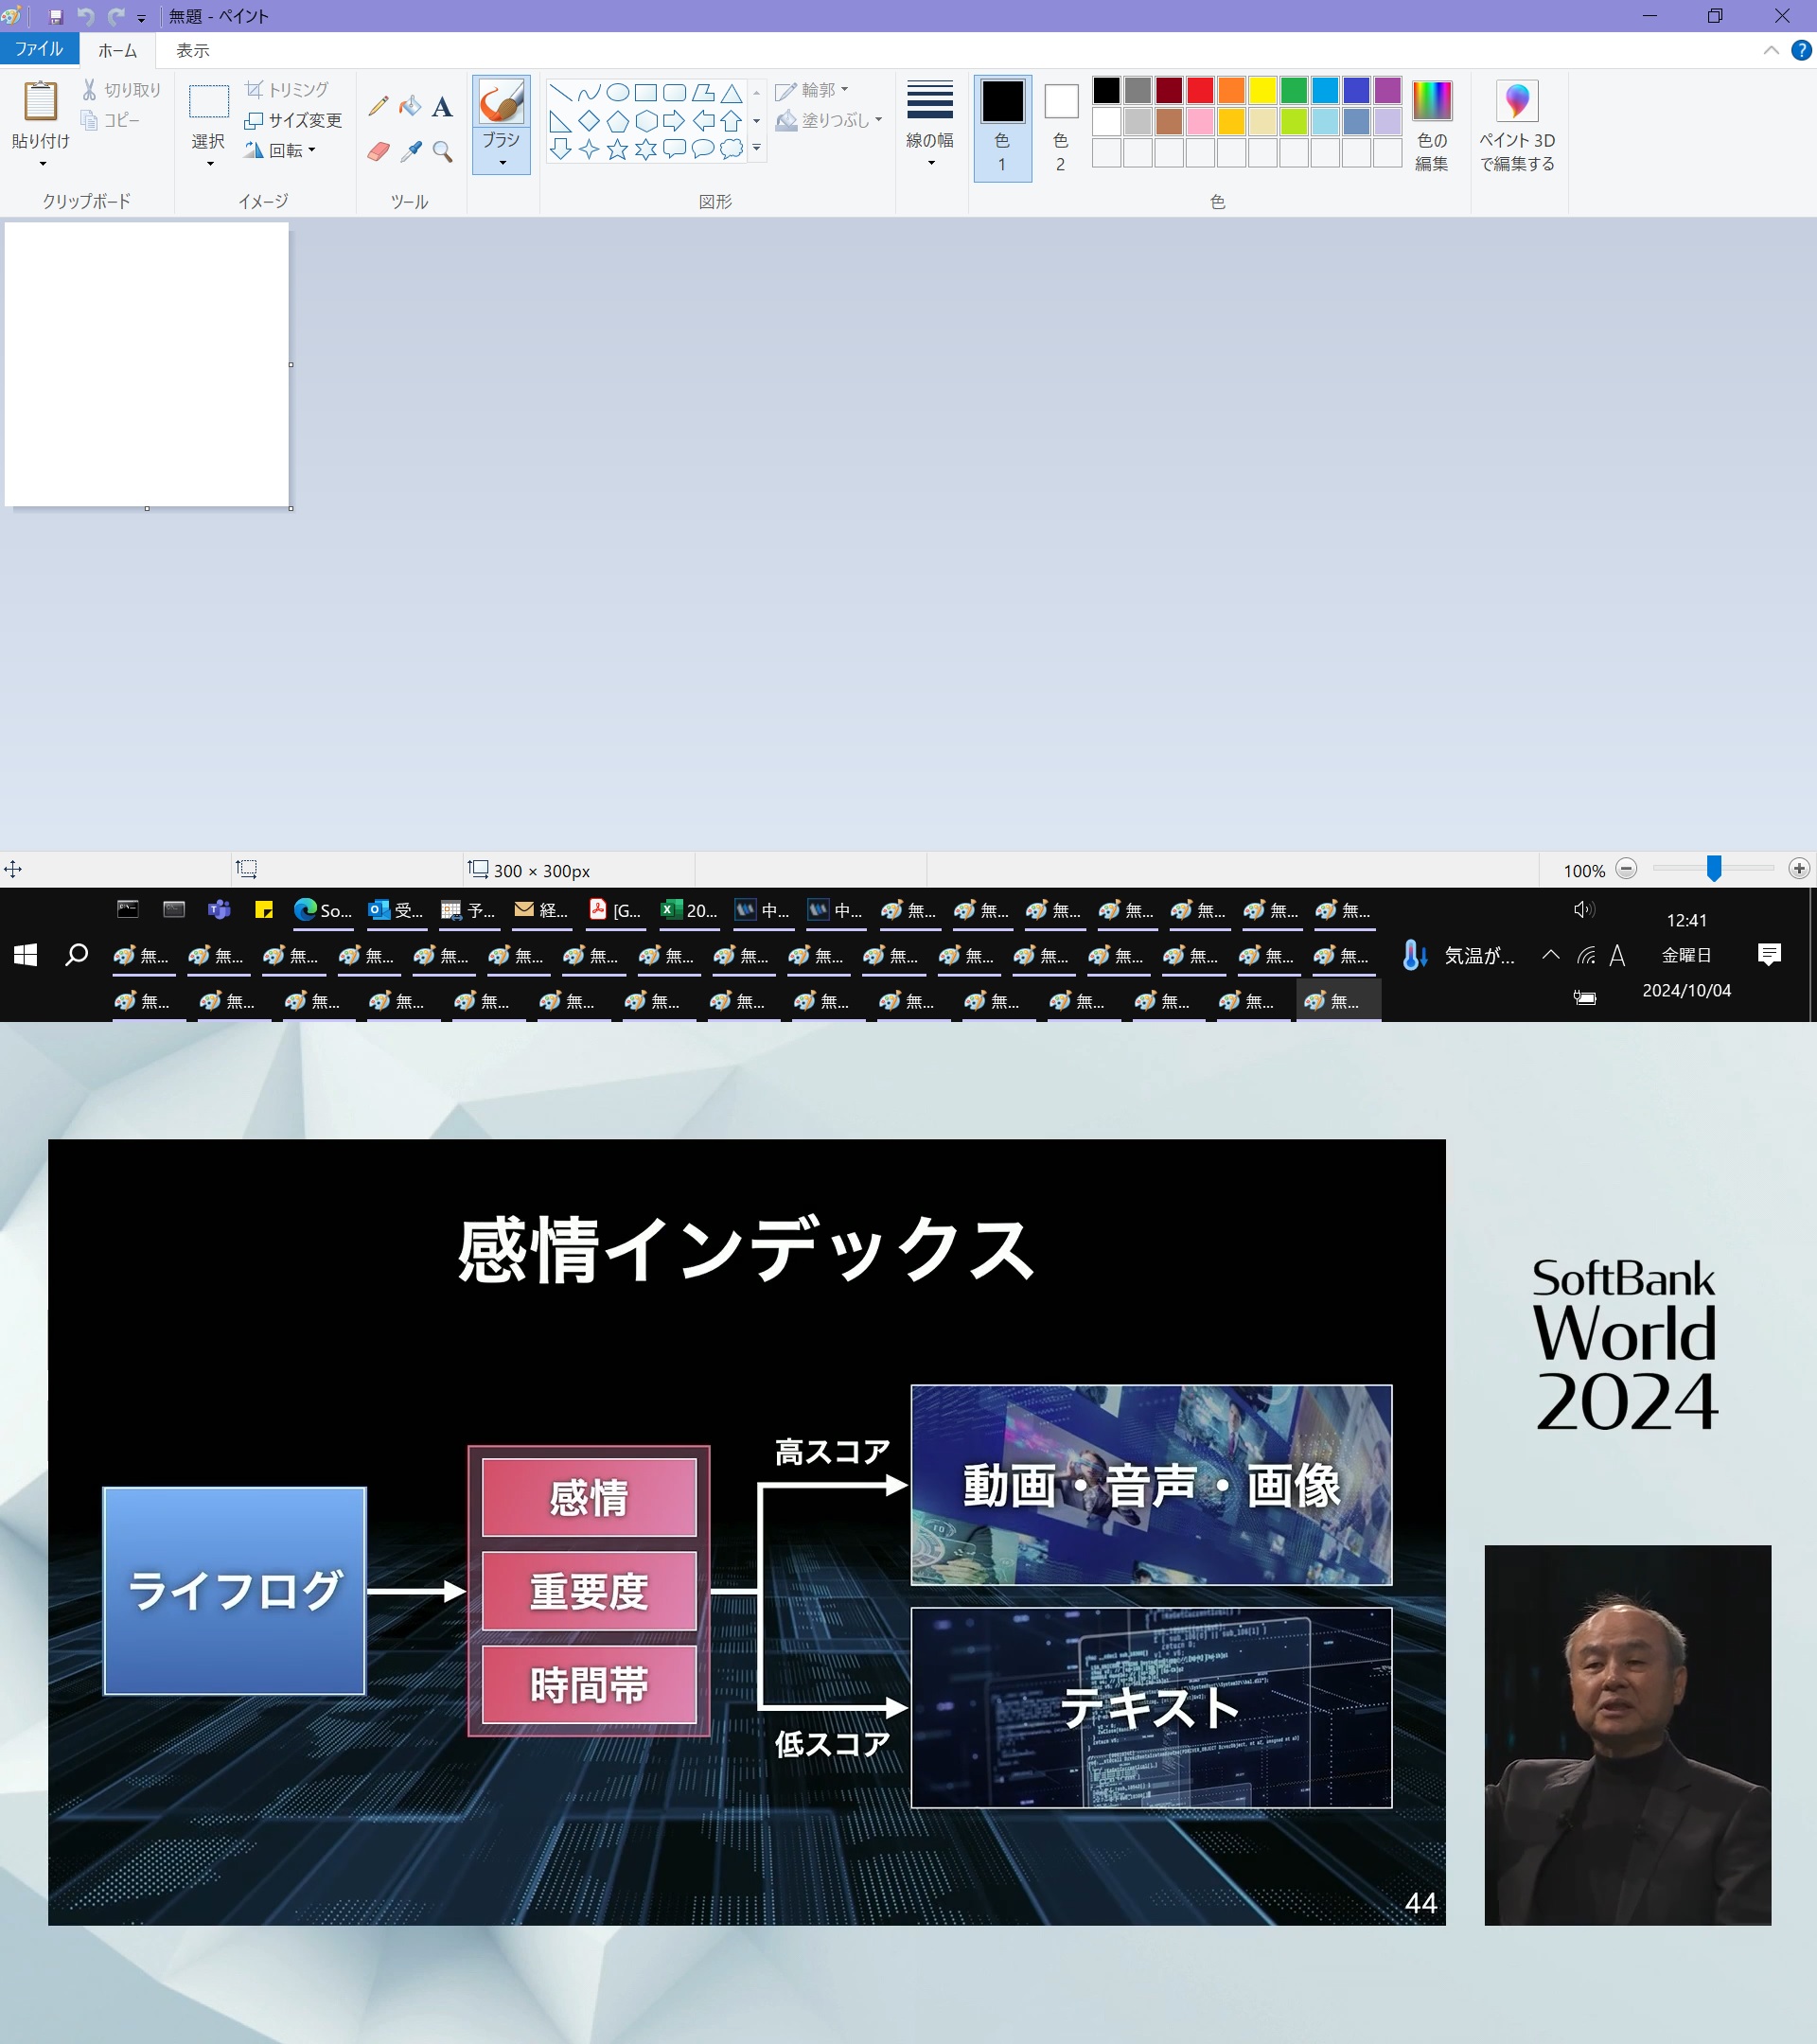 無題 - ペイント
ファイル ホーム 表示
貼り付け
切り取り
コピー
クリップボード
選択
トリミング
サイズ変更
回転
イメージ
A
ツール
ブラシ
輪郭
塗りつぶし
図形
線の幅
色
1
色
2
色の
編集
色
ペイント 3D
で編集する
300 × 300px
100%
So... 受... 予... 経... [G... 20... 中... 中... 無... 無... 無... 無... 無... 無... 無...
無... 無... 無... 無... 無... 無... 無... 無... 無... 無... 無... 無... 無... 無... 無... 無... 無...
無... 無... 無... 無... 無... 無... 無... 無... 無... 無... 無... 無... 無... 無... 無...
気温が...
A
12:41
金曜日
2024/10/04
感情インデックス
ライフログ
感情
重要度
時間帯
高スコア
動画・音声・画像
低スコア
テキスト
44
SoftBank
World
2024